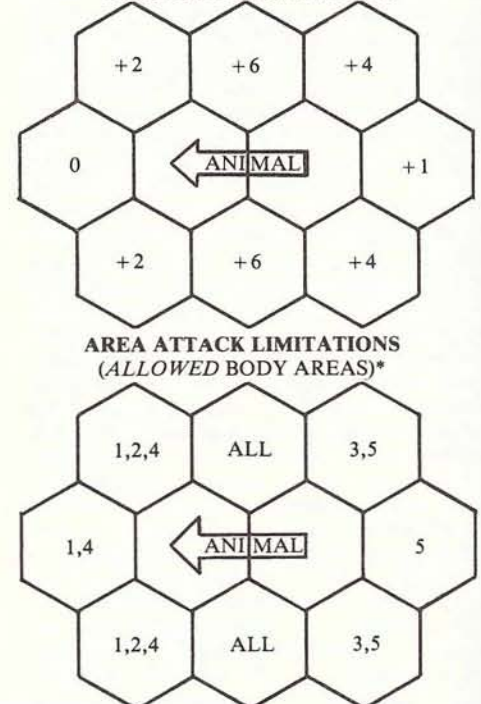 +2 +6 +4
0 ANIMAL +1
+2 +6 +4
AREA ATTACK LIMITATIONS
(ALLOWED BODY AREAS)*
1,2,4 ALL 3,5
1,4 ANIMAL 5
1,2,4 ALL 3,5